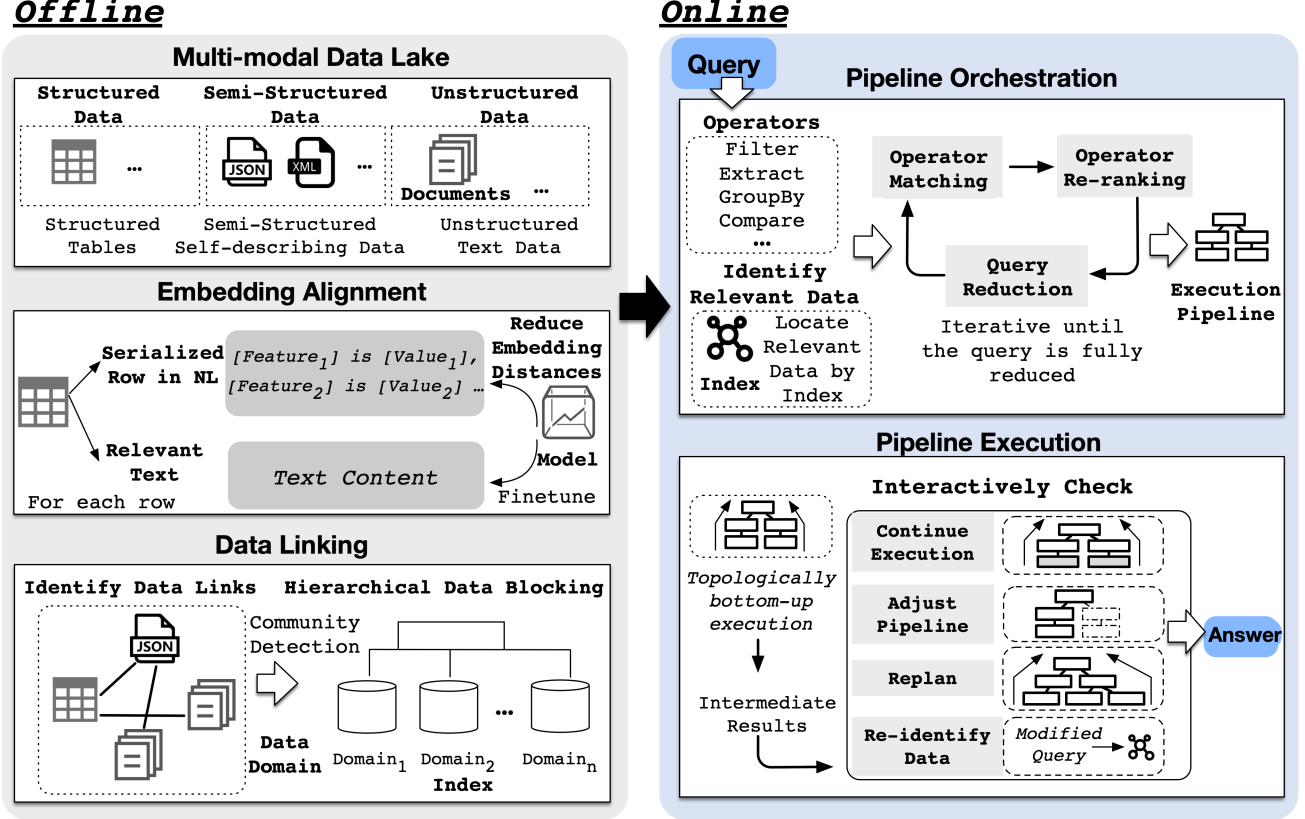 Offline
Multi-modal Data Lake
Structured
Data
Semi-Structured
Data
Unstructured
Data
...
JSON
XML
...
Documents
...
Structured
Tables
Semi-Structured
Self-describing Data
Unstructured
Text Data
Embedding Alignment
Serialized
Row in NL
[Feature1] is [Value1],
[Feature2] is [Value2] …
Reduce
Embedding
Distances
Relevant
Text
Text Content
Model
Finetune
For each row
Data Linking
Identify Data Links
Hierarchical Data Blocking
JSON
Community
Detection
Data
Domain
...
Domain1
Domain2
Domainn
Index
Online
Query
Pipeline Orchestration
Operators
Filter
Extract
GroupBy
Compare
...
Identify
Relevant Data
Index
Locate
Relevant
Data by
Index
Operator
Matching
Operator
Re-ranking
Query
Reduction
Iterative until
the query is fully
reduced
Execution
Pipeline
Pipeline Execution
Interactively Check
Topologically
bottom-up
execution
Intermediate
Results
Continue
Execution
Adjust
Pipeline
Replan
Re-identify
Data
Modified
Query
Answer